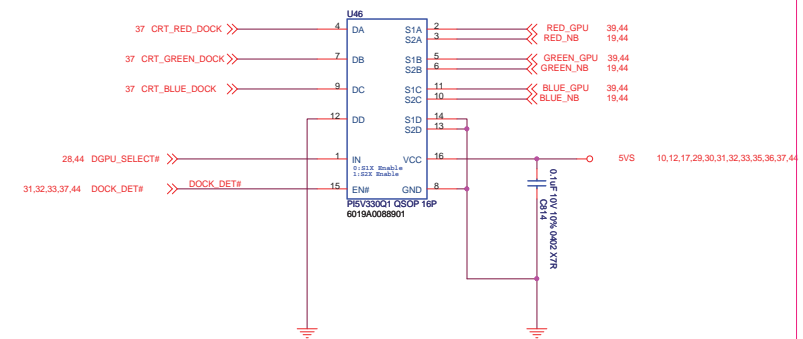 U46
37 CRT_RED_DOCK 4 DA S1A 2 RED_GPU 39,44
S2A 3 RED_NB 19,44
37 CRT_GREEN_DOCK 7 DB S1B 5 GREEN_GPU 39,44
S2B 6 GREEN_NB 19,44
37 CRT_BLUE_DOCK 9 DC S1C 11 BLUE_GPU 39,44
S2C 10 BLUE_NB 19,44
12 DD S1D 14
S2D 13
28,44 DGPU_SELECT# 1 IN VCC 16 5VS 10,12,17,29,30,31,32,33,35,36,37,44
0:S1X Enable
1:S2X Enable
31,32,33,37,44 DOCK_DET# DOCK_DET# 15 EN# GND 8
PI5V330Q1 QSOP 16P
6019A0088901
0.1uF 10V 10% 0402 X7R
C814